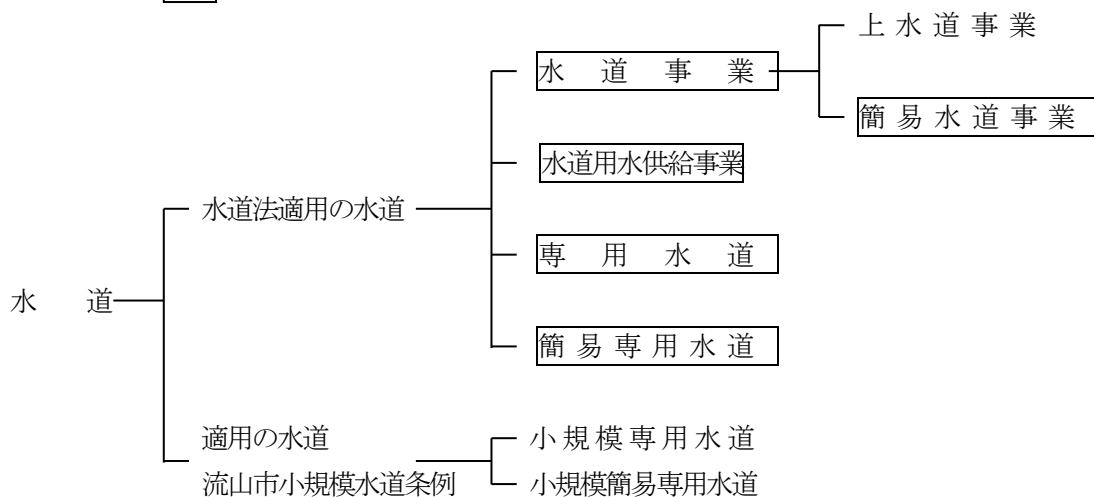 上水道事業
水道事業
簡易水道事業
水道用水供給事業
水道法適用の水道
専用水道
水道
簡易専用水道
適用の水道
流山市小規模水道条例
小規模専用水道
小規模簡易専用水道